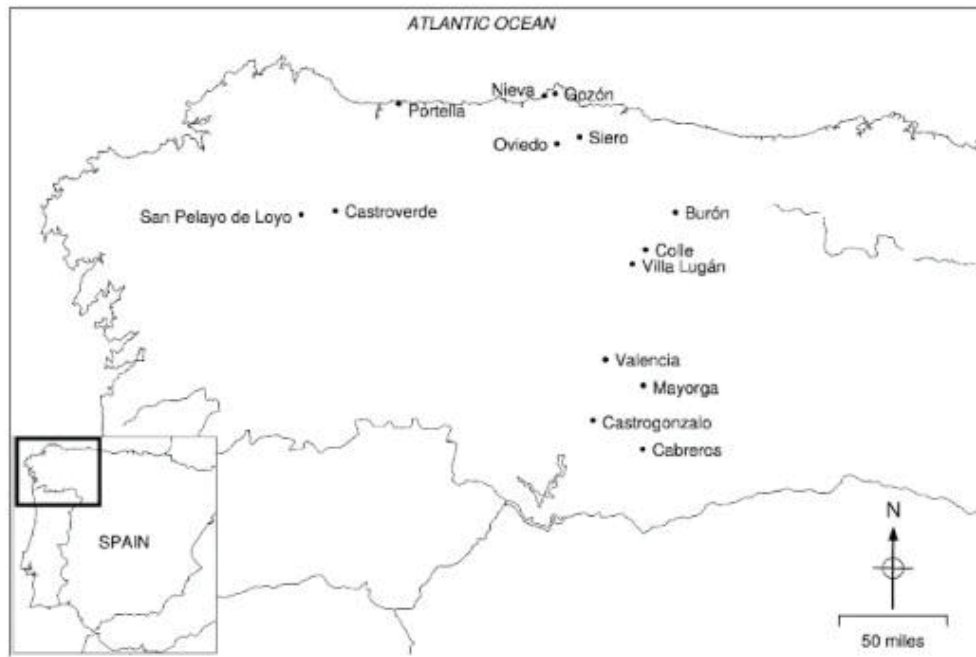 ATLANTIC OCEAN
Nieva
Gozón
Portella
Oviedo
Siero
San Pelayo de Loyo
Castroverde
Burón
Colle
Villa Lugán
Valencia
Mayorga
Castrogonzalo
Cabreros
SPAIN
N
50 miles